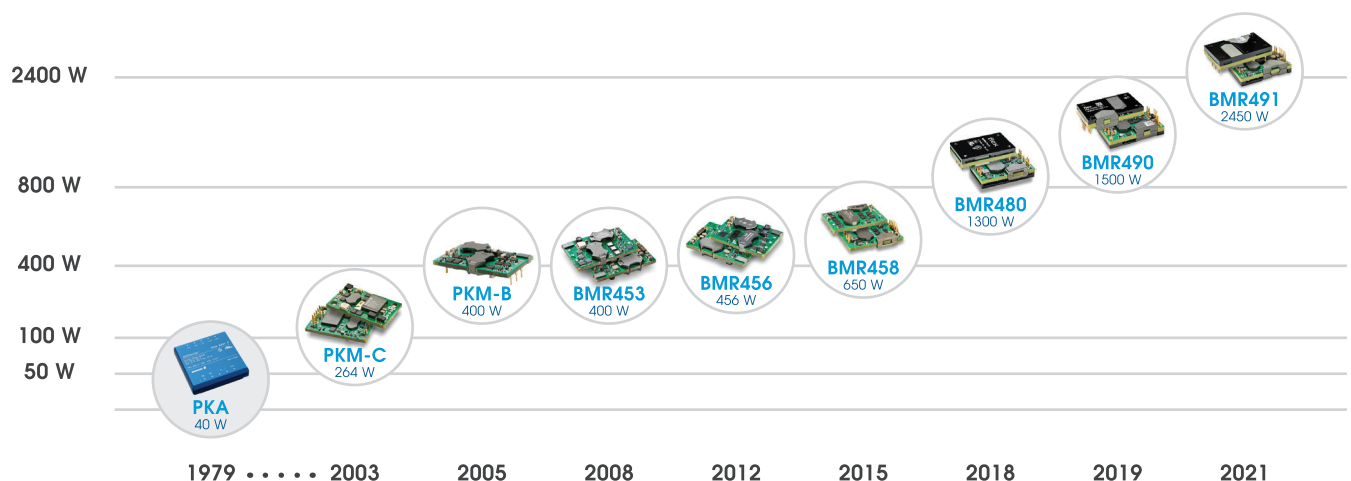 2400 W
800 W
400 W
100 W
50 W
PKA
40 W
PKM-C
264 W
PKM-B
400 W
BMR453
400 W
BMR456
456 W
BMR458
650 W
BMR480
1300 W
BMR490
1500 W
BMR491
2450 W
1979 ..... 2003 2005 2008 2012 2015 2018 2019 2021